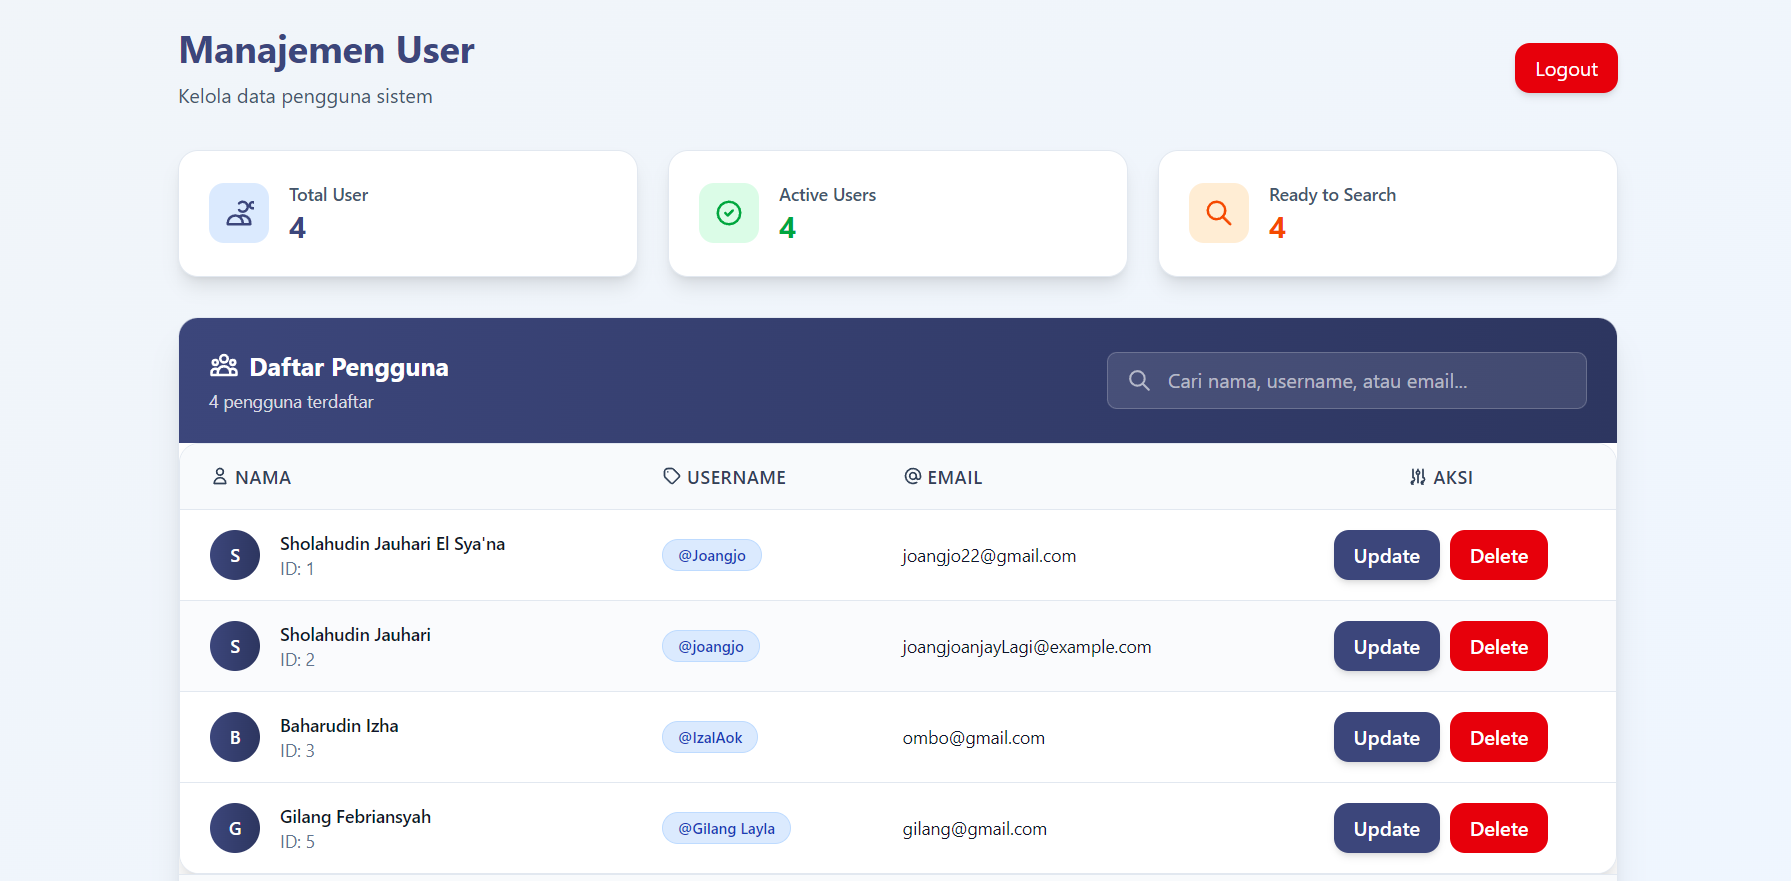 Manajemen User
Kelola data pengguna sistem
Logout
Total User
4
Active Users
4
Ready to Search
4
Daftar Pengguna
4 pengguna terdaftar
Cari nama, username, atau email...
NAMA USERNAME EMAIL AKSI
S
Sholahudin Jauhari El Sya'na
ID: 1
@Joangjo
joangjo22@gmail.com
Update
Delete
S
Sholahudin Jauhari
ID: 2
@joangjo
joangjoanjayLagi@example.com
Update
Delete
B
Baharudin Izha
ID: 3
@IzalAok
ombo@gmail.com
Update
Delete
G
Gilang Febriansyah
ID: 5
@Gilang Layla
gilang@gmail.com
Update
Delete